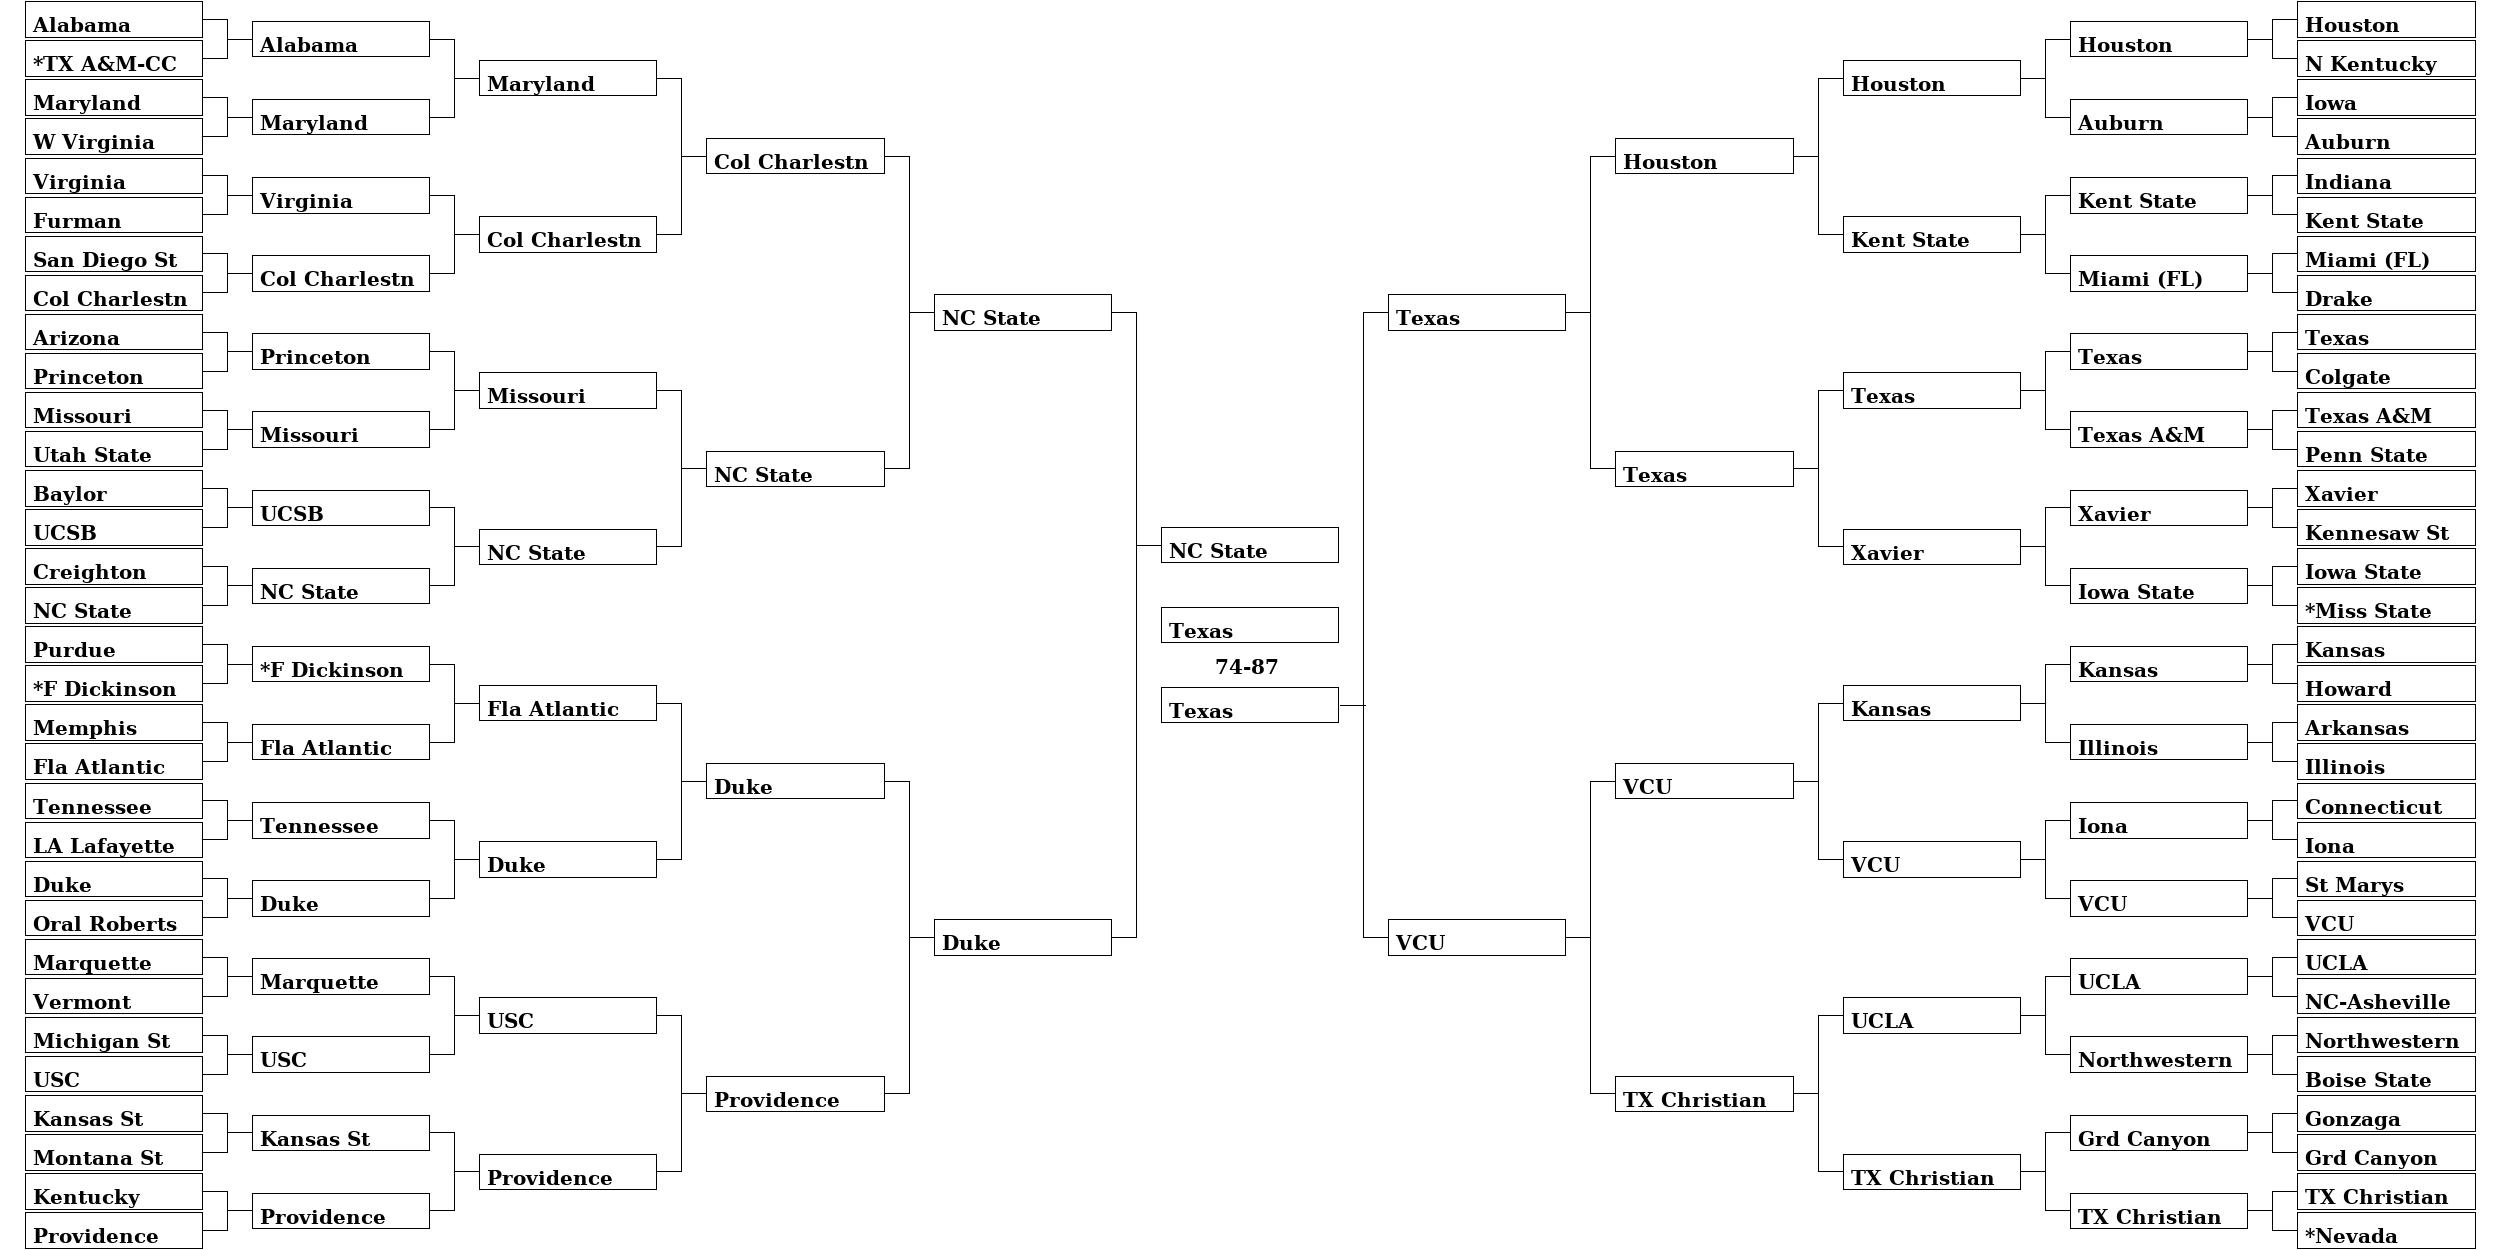 Alabama
*TX A&M-CC
Maryland
W Virginia
Virginia
Furman
San Diego St
Col Charlestn
Arizona
Princeton
Missouri
Utah State
Baylor
UCSB
Creighton
NC State
Purdue
*F Dickinson
Memphis
Fla Atlantic
Tennessee
LA Lafayette
Duke
Oral Roberts
Marquette
Vermont
Michigan St
USC
Kansas St
Montana St
Kentucky
Providence
Alabama
Maryland
Virginia
Col Charlestn
Princeton
Missouri
UCSB
NC State
*F Dickinson
Fla Atlantic
Tennessee
Duke
Marquette
USC
Kansas St
Providence
Maryland
Col Charlestn
Missouri
NC State
Fla Atlantic
Duke
USC
Providence
Col Charlestn
NC State
Duke
Providence
NC State
Duke
NC State
Texas
74-87
Texas
Texas
VCU
Houston
Texas
VCU
TX Christian
Houston
Kent State
Texas
Xavier
Kansas
VCU
UCLA
TX Christian
Houston
Auburn
Kent State
Miami (FL)
Texas
Texas A&M
Xavier
Iowa State
Kansas
Illinois
Iona
VCU
UCLA
Northwestern
Grd Canyon
TX Christian
Houston
N Kentucky
Iowa
Auburn
Indiana
Kent State
Miami (FL)
Drake
Texas
Colgate
Texas A&M
Penn State
Xavier
Kennesaw St
Iowa State
*Miss State
Kansas
Howard
Arkansas
Illinois
Connecticut
Iona
St Marys
VCU
UCLA
NC-Asheville
Northwestern
Boise State
Gonzaga
Grd Canyon
TX Christian
*Nevada